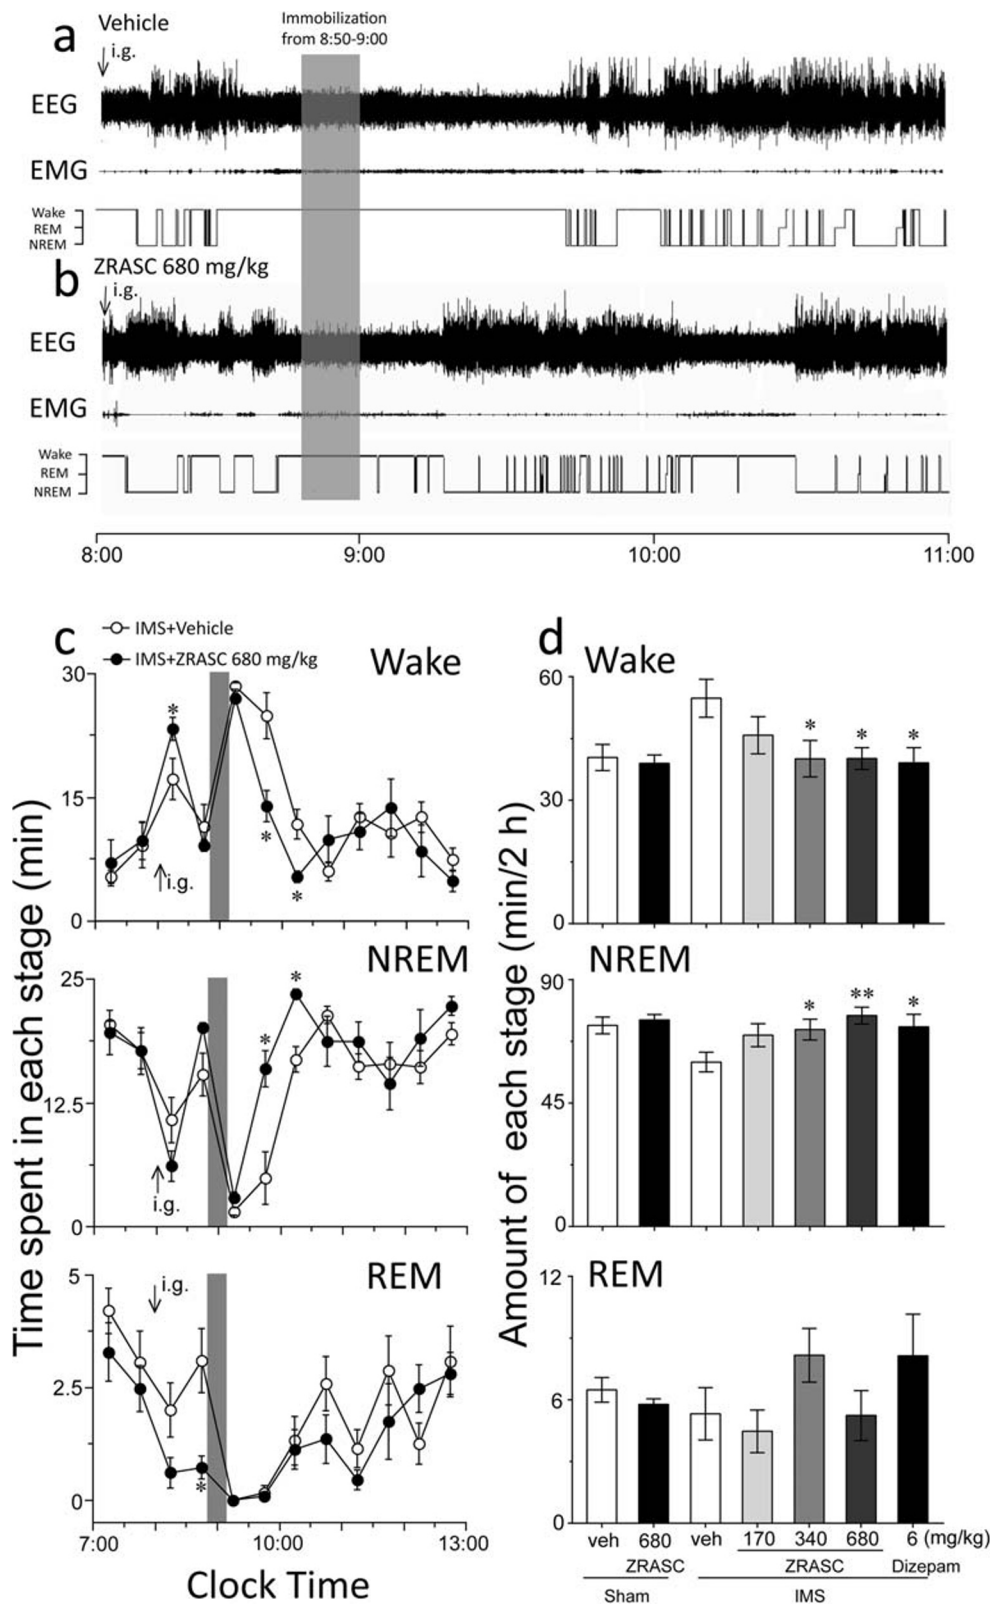 a
Vehicle
i.g.
Immobilization
from 8:50-9:00
EEG
EMG
Wake
REM
NREM
b
ZRASC 680 mg/kg
i.g.
EEG
EMG
Wake
REM
NREM
8:00 9:00 10:00 11:00
c
IMS+Vehicle
IMS+ZRASC 680 mg/kg
Wake
Time spent in each stage (min)
30
15
0
*
*
*
i.g.
NREM
25
12.5
0
*
*
i.g.
REM
5
2.5
0
i.g.
*
7:00 10:00 13:00
Clock Time
d
Wake
Amount of each stage (min/2 h)
60
30
0
* * *
NREM
90
45
0
* ** *
REM
12
6
0
veh 680 veh 170 340 680 6 (mg/kg)
ZRASC ZRASC Dizepam
Sham IMS